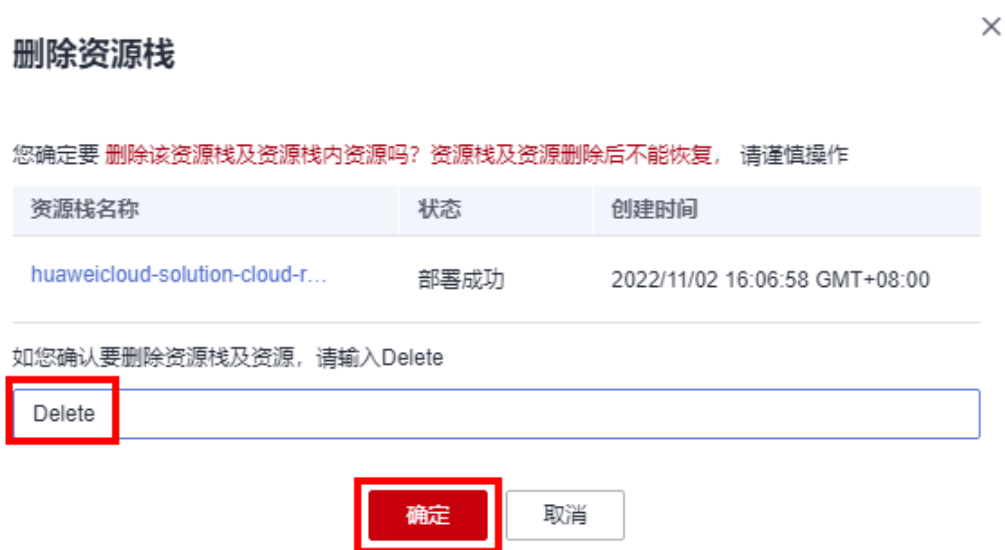 删除资源栈
您确定要 删除该资源栈及资源栈内资源吗？资源栈及资源删除后不能恢复， 请谨慎操作
资源栈名称 状态 创建时间
huaweicloud-solution-cloud-r... 部署成功 2022/11/02 16:06:58 GMT+08:00
如您确认要删除资源栈及资源，请输入Delete
Delete
确定 取消